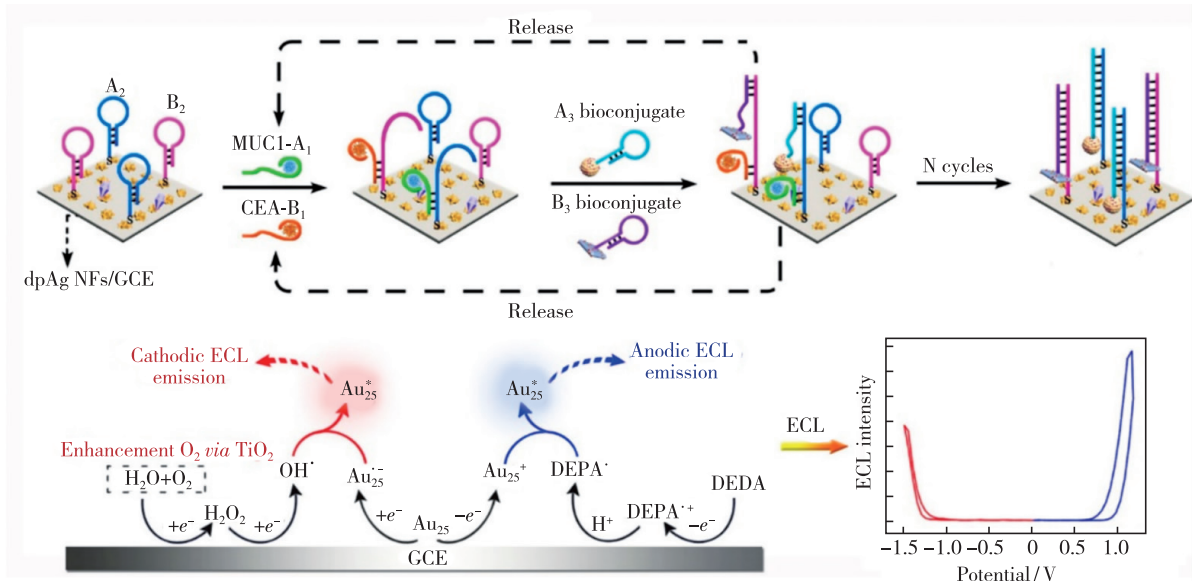 Release
A₂
B₂
MUC1-A₁
CEA-B₁
A₃ bioconjugate
B₃ bioconjugate
N cycles
S
S
S
S
S
S
S
S
S
S
dpAg NFs/GCE
Release
Cathodic ECL
emission
Anodic ECL
emission
Au₂₅*
Au₂₅*
Enhancement O₂ via TiO₂
H₂O+O₂
OH˙
Au₂₅˙⁻
Au₂₅⁺
DEPA˙
DEDA
+e⁻
H₂O₂
+e⁻
+e⁻
Au₂₅
−e⁻
H⁺
DEPA˙⁺
−e⁻
GCE
ECL
ECL intensity
−1.5
−1.0
−0.5
0
0.5
1.0
Potential / V